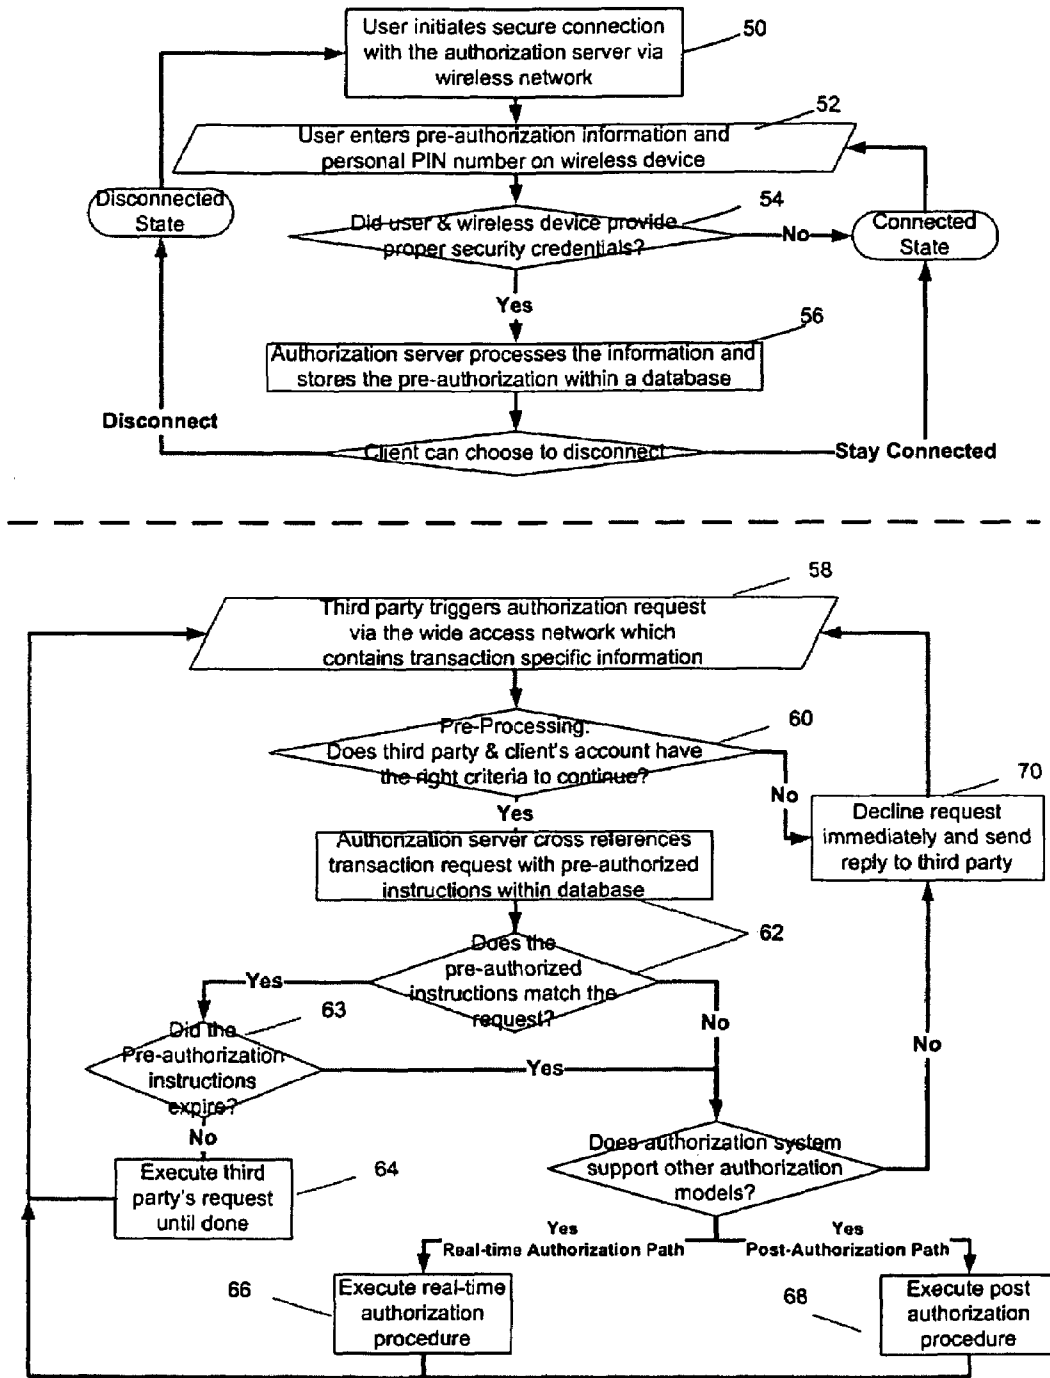 User initiates secure connection
with the authorization server via
wireless network
50
52
User enters pre-authorization information and
personal PIN number on wireless device
Disconnected
State
54
Did user & wireless device provide
proper security credentials?
No
Connected
State
Yes
56
Authorization server processes the information and
stores the pre-authorization within a database
Disconnect
Client can choose to disconnect
Stay Connected
58
Third party triggers authorization request
via the wide access network which
contains transaction specific information
60
Pre-Processing.
Does third party & client's account have
the right criteria to continue?
No
70
Decline request
immediately and send
reply to third party
Yes
Authorization server cross references
transaction request with pre-authorized
instructions within database
62
Does the
pre-authorized
instructions match the
request?
Yes
No
63
Did the
Pre-authorization
instructions
expire?
Yes
No
No
Does authorization system
support other authorization
models?
Execute third
party's request
until done
64
Yes
Real-time Authorization Path
Yes
Post-Authorization Path
66
Execute real-time
authorization
procedure
68
Execute post
authorization
procedure